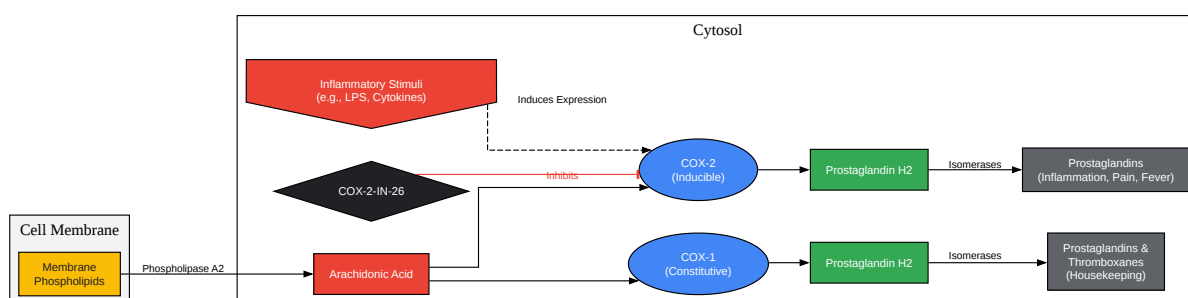 Cytosol
Inflammatory Stimuli
(e.g., LPS, Cytokines)
Induces Expression
COX-2
(Inducible)
Prostaglandin H2
Isomerases
Prostaglandins
(Inflammation, Pain, Fever)
COX-2-IN-26
Inhibits
Cell Membrane
Membrane
Phospholipids
Phospholipase A2
Arachidonic Acid
COX-1
(Constitutive)
Prostaglandin H2
Isomerases
Prostaglandins &
Thromboxanes
(Housekeeping)